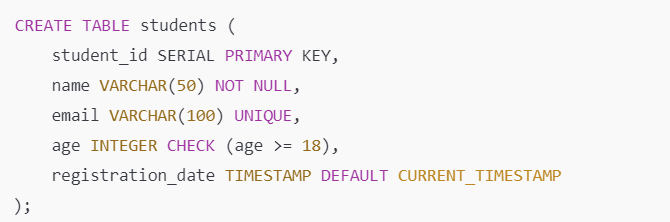 CREATE TABLE students (
    student_id SERIAL PRIMARY KEY,
    name VARCHAR(50) NOT NULL,
    email VARCHAR(100) UNIQUE,
    age INTEGER CHECK (age >= 18),
    registration_date TIMESTAMP DEFAULT CURRENT_TIMESTAMP
);